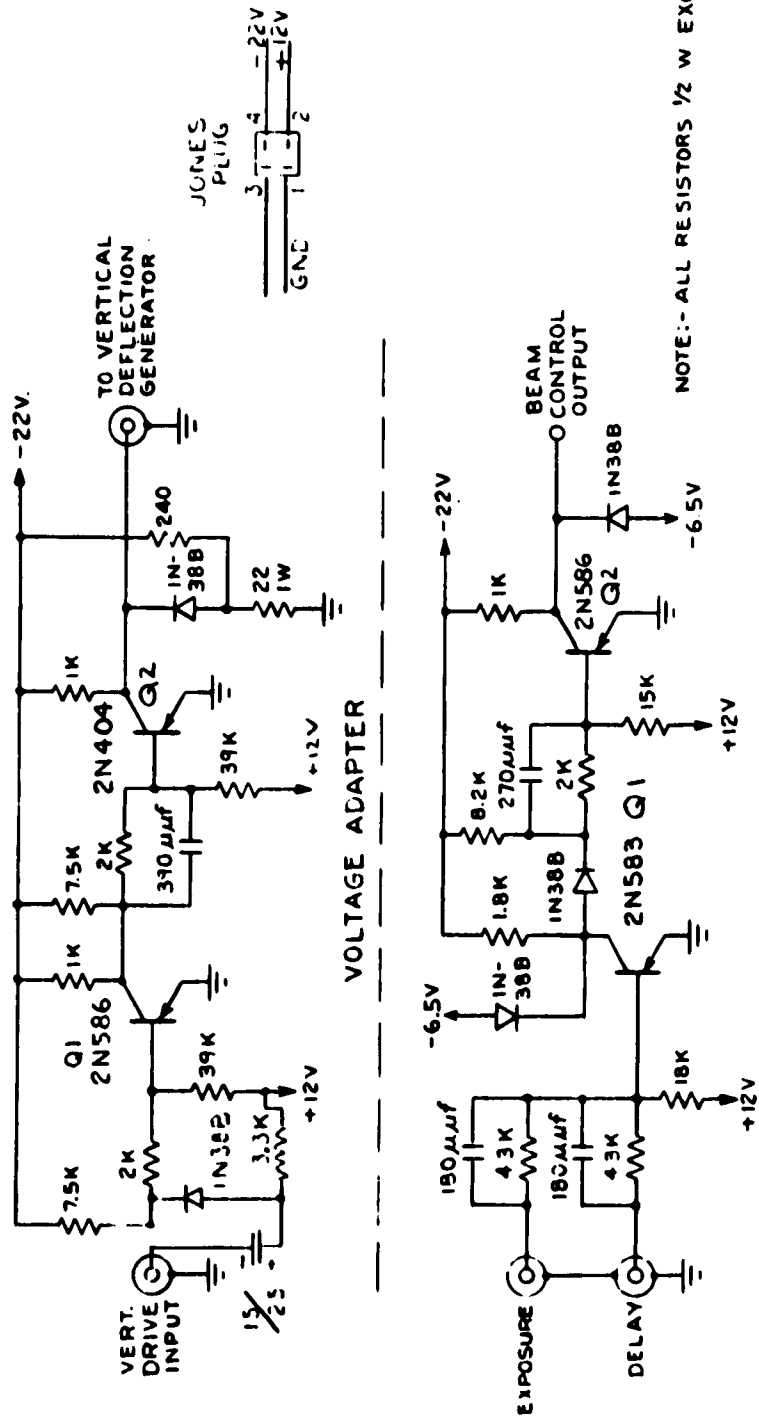 -22V.
7.5K
1K
7.5K
1K
TO VERTICAL
DEFLECTION
GENERATOR
JONES
PLUG
3
4
-22V
1
2
+12V
GND
VERT.
DRIVE
INPUT
2K
Q1
2N586
2K
390μμf
2N404
Q2
240
1N-
38B
22
1W
1N38B
39K
39K
3.3K
15/25
- +
+12V
+12V
VOLTAGE ADAPTER
-22V
-6.5V
1N-
38B
1.8K
8.2K
270μμf
1K
BEAM
CONTROL
OUTPUT
1N38B
2K
2N586
Q2
1N38B
-6.5V
2N583 Q1
15K
+12V
EXPOSURE
180μμf
43K
180μμf
43K
DELAY
18K
+12V
NOTE:- ALL RESISTORS 1/2 W